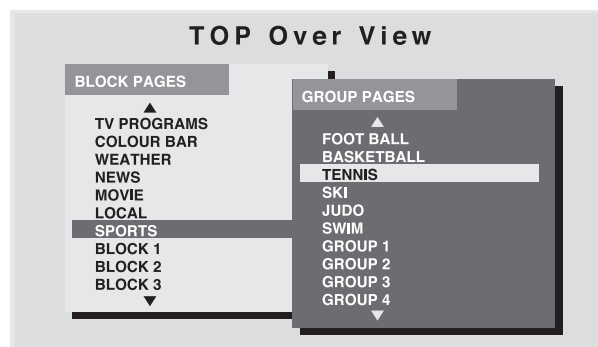 TOP Over View
BLOCK PAGES
TV PROGRAMS
COLOUR BAR
WEATHER
NEWS
MOVIE
LOCAL
SPORTS
BLOCK 1
BLOCK 2
BLOCK 3
GROUP PAGES
FOOT BALL
BASKETBALL
TENNIS
SKI
JUDO
SWIM
GROUP 1
GROUP 2
GROUP 3
GROUP 4